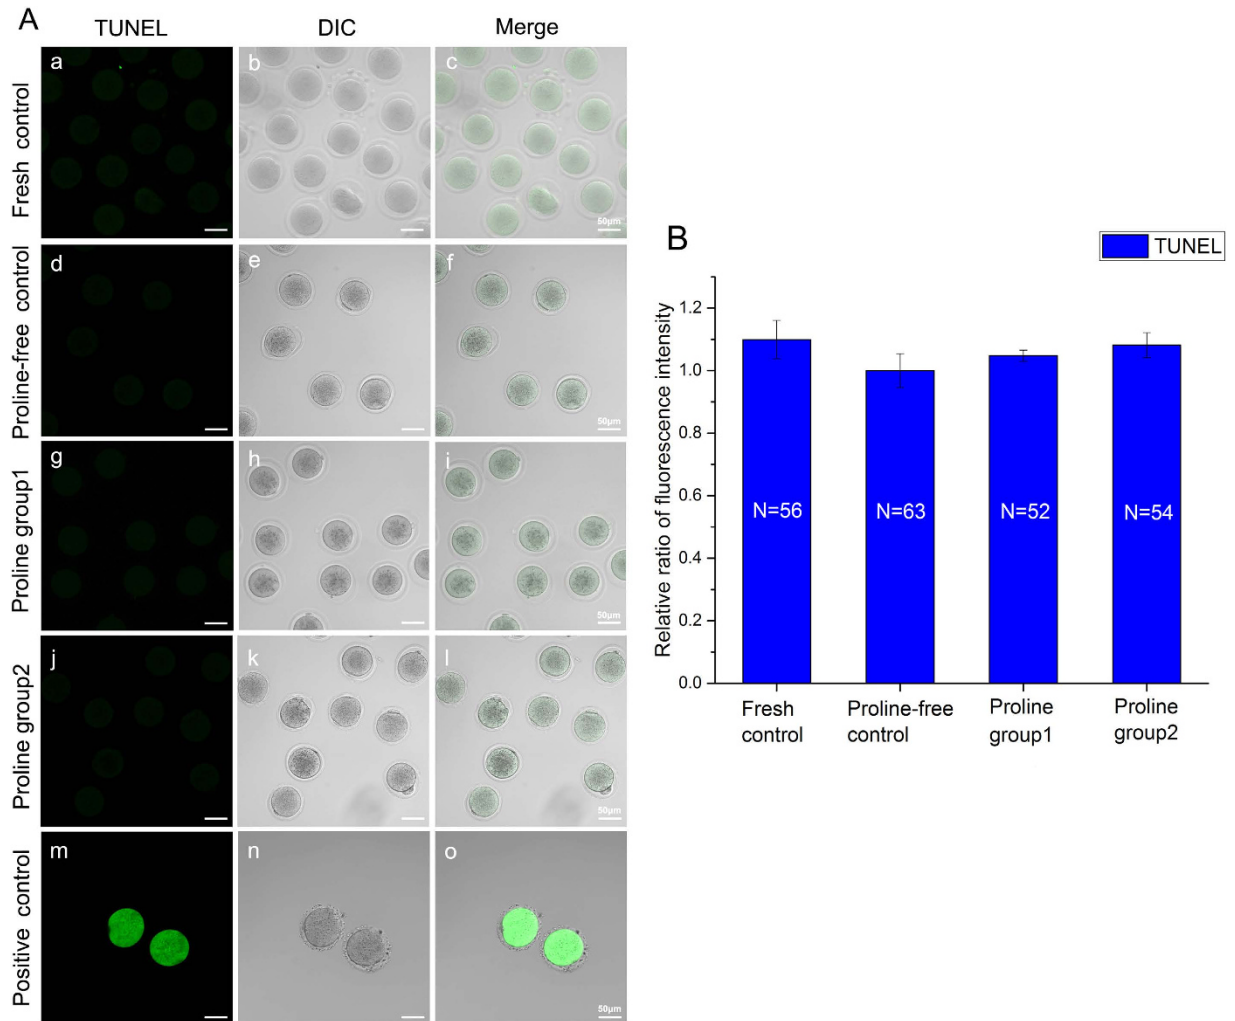 A
TUNEL DIC Merge
Fresh control
a b c
50μm
Proline-free control
d e f
50μm
Proline group1
g h i
50μm
Proline group2
j k l
50μm
Positive control
m n o
50μm
B
TUNEL
Relative ratio of fluorescence intensity
1.2
1.0
0.8
0.6
0.4
0.2
0.0
N=56 N=63 N=52 N=54
Fresh control
Proline-free control
Proline group1
Proline group2